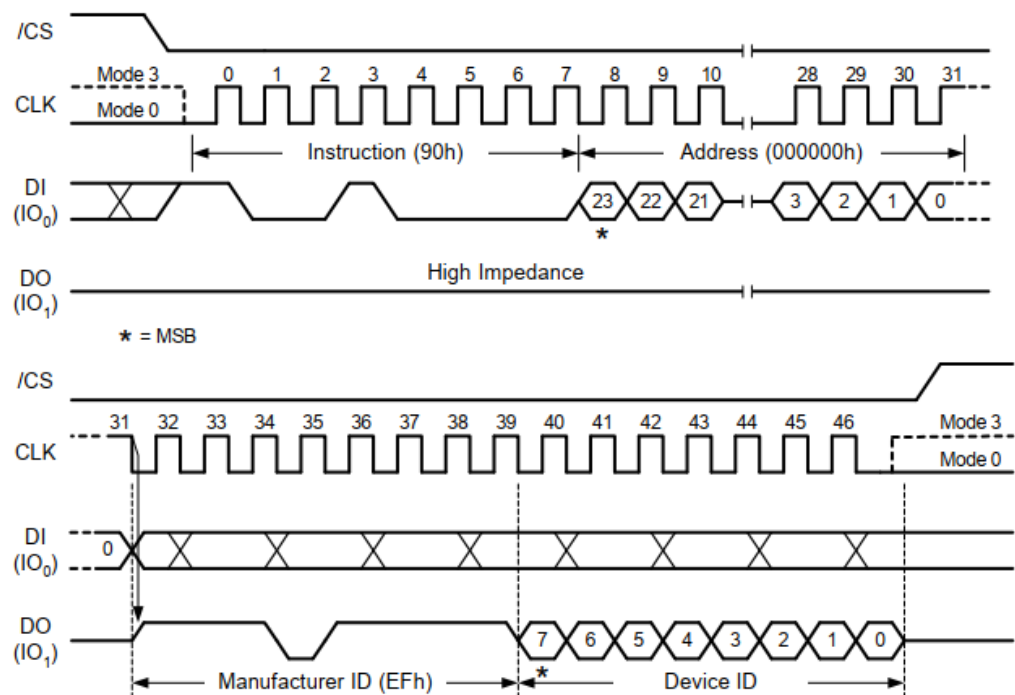 /CS
Mode 3 0 1 2 3 4 5 6 7 8 9 10 28 29 30 31
CLK
Mode 0
Instruction (90h) Address (000000h)
DI
(IO0) 23 22 21 3 2 1 0
*
DO
(IO1)
High Impedance
* = MSB
/CS
31 32 33 34 35 36 37 38 39 40 41 42 43 44 45 46 Mode 3
CLK
Mode 0
DI
(IO0) 0
DO
(IO1) 7 6 5 4 3 2 1 0
*
Manufacturer ID (EFh) Device ID